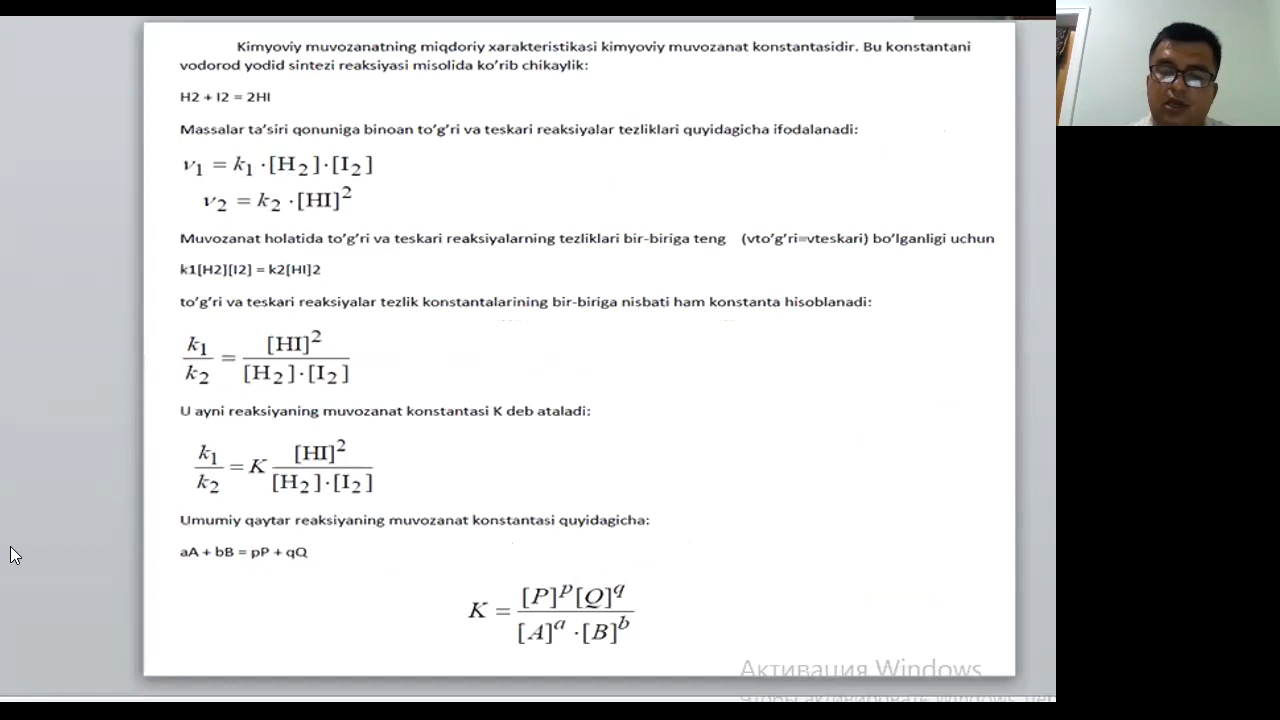 Kimyoviy muvozanatning miqdoriy xarakteristikasi kimyoviy muvozanat konstantasidir. Bu konstantani
vodorod yodid sintezi reaksiyasi misolida ko’rib chikaylik:
H2 + I2 = 2HI
Massalar ta’siri qonuniga binoan to’g’ri va teskari reaksiyalar tezliklari quyidagicha ifodalanadi:
ν₁ = k₁ ·[H₂]·[I₂]
ν₂ = k₂ ·[HI]²
Muvozanat holatida to’g’ri va teskari reaksiyalarning tezliklari bir-biriga teng (vto’g’ri=vteskari) bo’lganligi uchun
k1[H2][I2] = k2[HI]2
to’g’ri va teskari reaksiyalar tezlik konstantalarining bir-biriga nisbati ham konstanta hisoblanadi:
k₁/k₂ = [HI]²/[H₂]·[I₂]
U ayni reaksiyaning muvozanat konstantasi K deb ataladi:
k₁/k₂ = K [HI]²/[H₂]·[I₂]
Umumiy qaytar reaksiyaning muvozanat konstantasi quyidagicha:
aA + bB = pP + qQ
K = [P]^p[Q]^q/[A]^a ·[B]^b
Активация Windows
Чтобы активировать Windows, пер